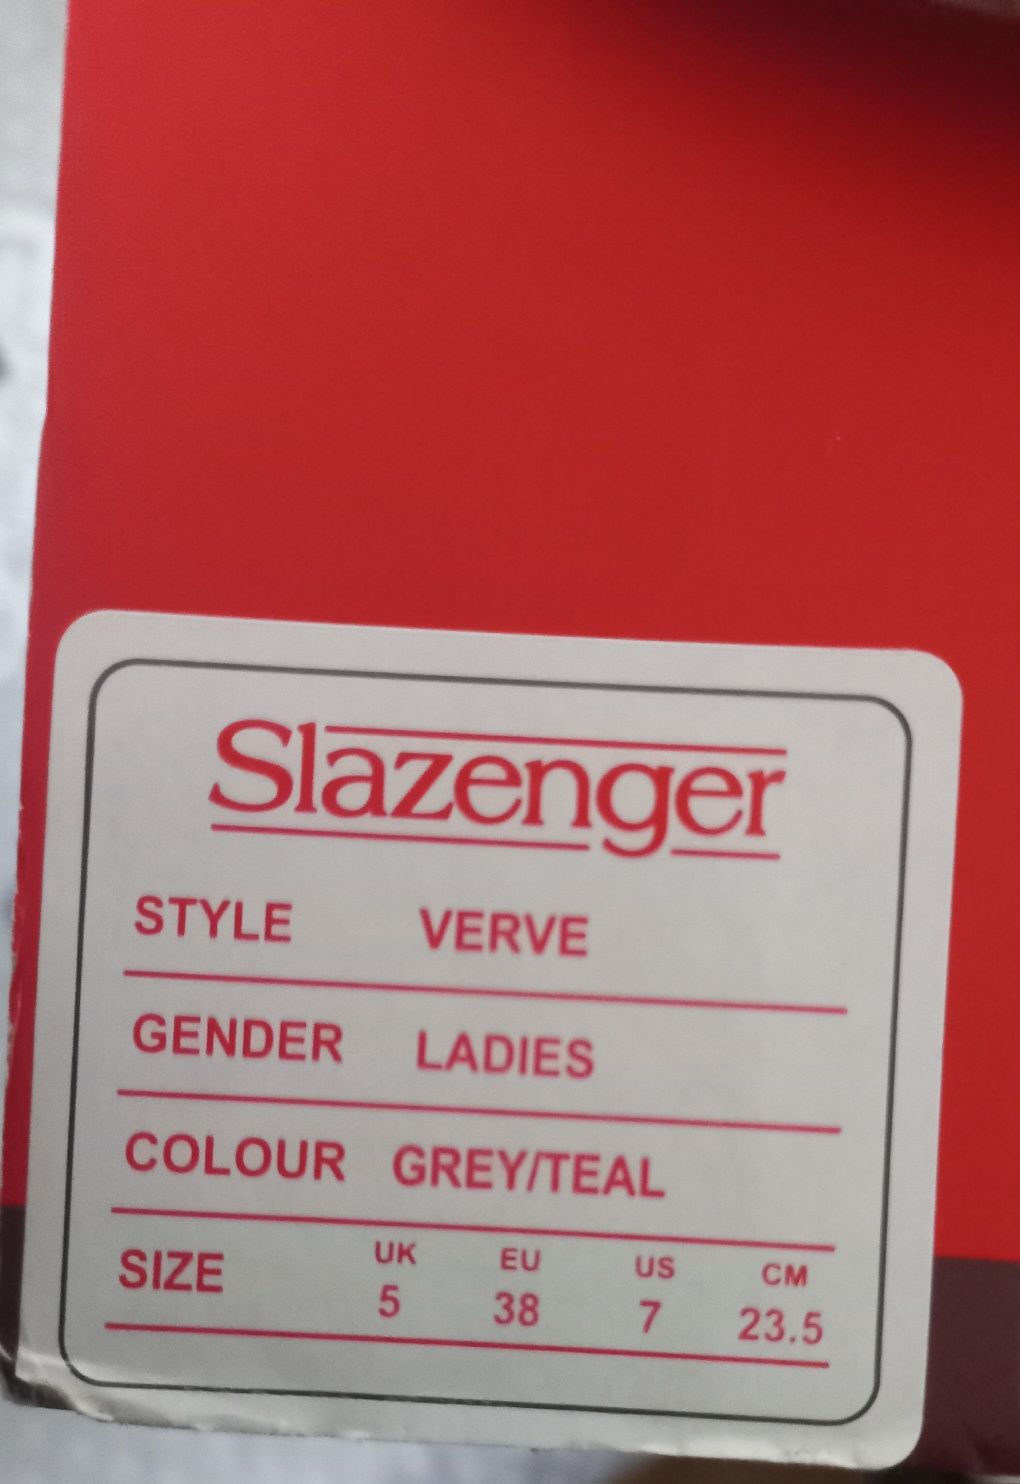 Slazenger
STYLE VERVE
GENDER LADIES
COLOUR GREY/TEAL
SIZE UK EU US CM
5 38 7 23.5